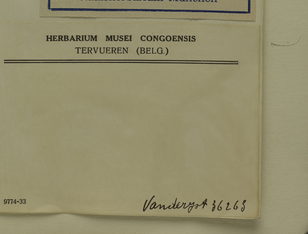 HERBARIUM MUSEI CONGOENSIS
TERVUEREN (BELG.)
9774-33
Vanderyst 36263